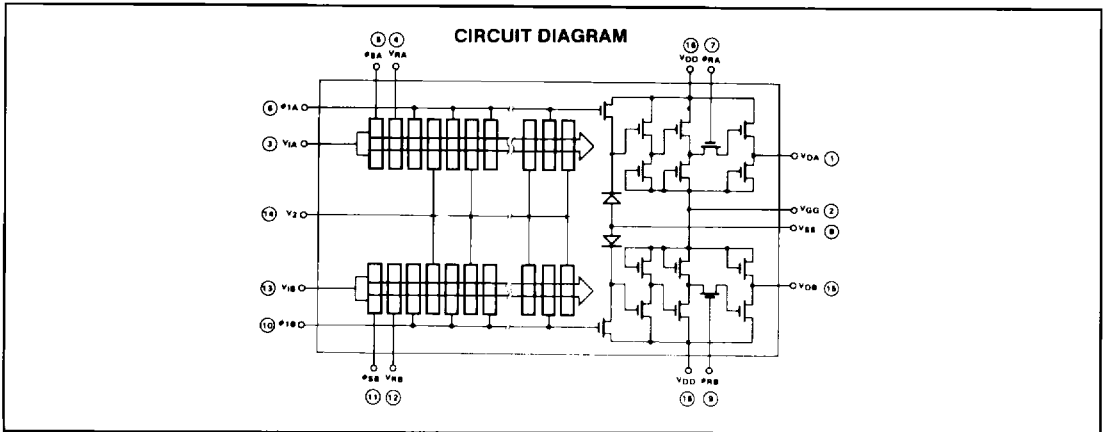 CIRCUIT DIAGRAM
⑤ ④ ⑯ ⑦
φSA VRA VDD φRA
⑥ φ1A
③ VIA
VOA ①
VGG ②
⑭ V2
VSS ⑧
⑬ VIB
VOB ⑮
⑩ φ1B
φSB VRB VDD φRB
⑪ ⑫ ⑯ ⑨